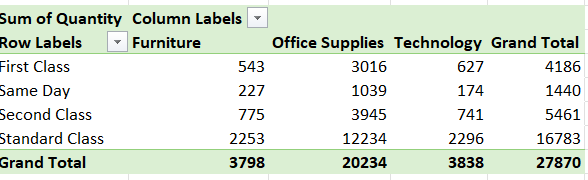 Sum of Quantity Column Labels
Row Labels Furniture Office Supplies Technology Grand Total
First Class 543 3016 627 4186
Same Day 227 1039 174 1440
Second Class 775 3945 741 5461
Standard Class 2253 12234 2296 16783
Grand Total 3798 20234 3838 27870